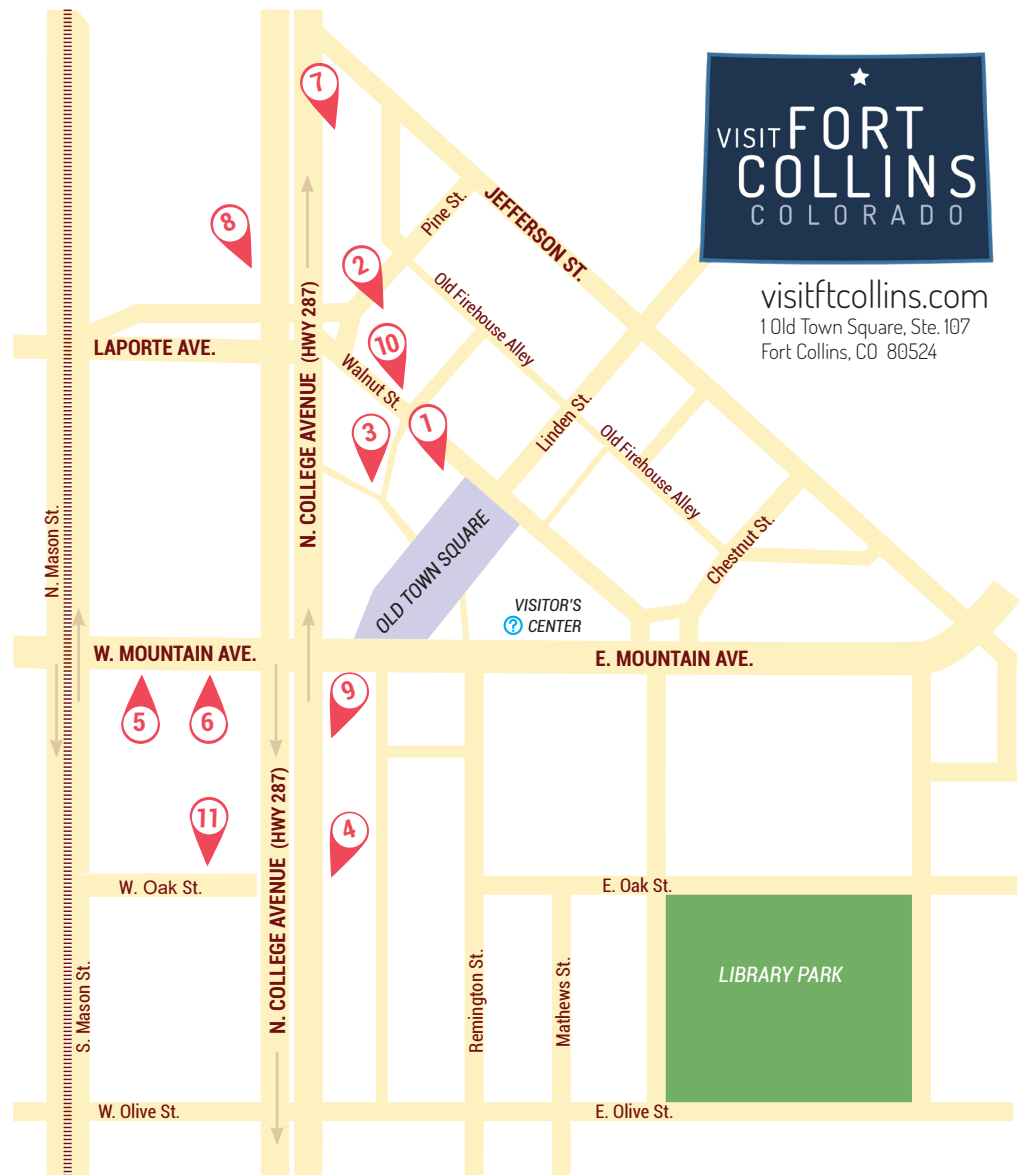 VISIT FORT
COLLINS
COLORADO
visitftcollins.com
1 Old Town Square, Ste. 107
Fort Collins, CO 80524
7
8
Pine St.
JEFFERSON ST.
2
Old Firehouse Alley
LAPORTE AVE.
N. COLLEGE AVENUE (HWY 287)
10
Walnut St.
3
1
Linden St.
Old Firehouse Alley
N. Mason St.
OLD TOWN SQUARE
Chestnut St.
VISITOR'S
? CENTER
W. MOUNTAIN AVE.
E. MOUNTAIN AVE.
5
6
9
11
4
N. COLLEGE AVENUE (HWY 287)
W. Oak St.
E. Oak St.
S. Mason St.
Remington St.
Mathews St.
LIBRARY PARK
W. Olive St.
E. Olive St.